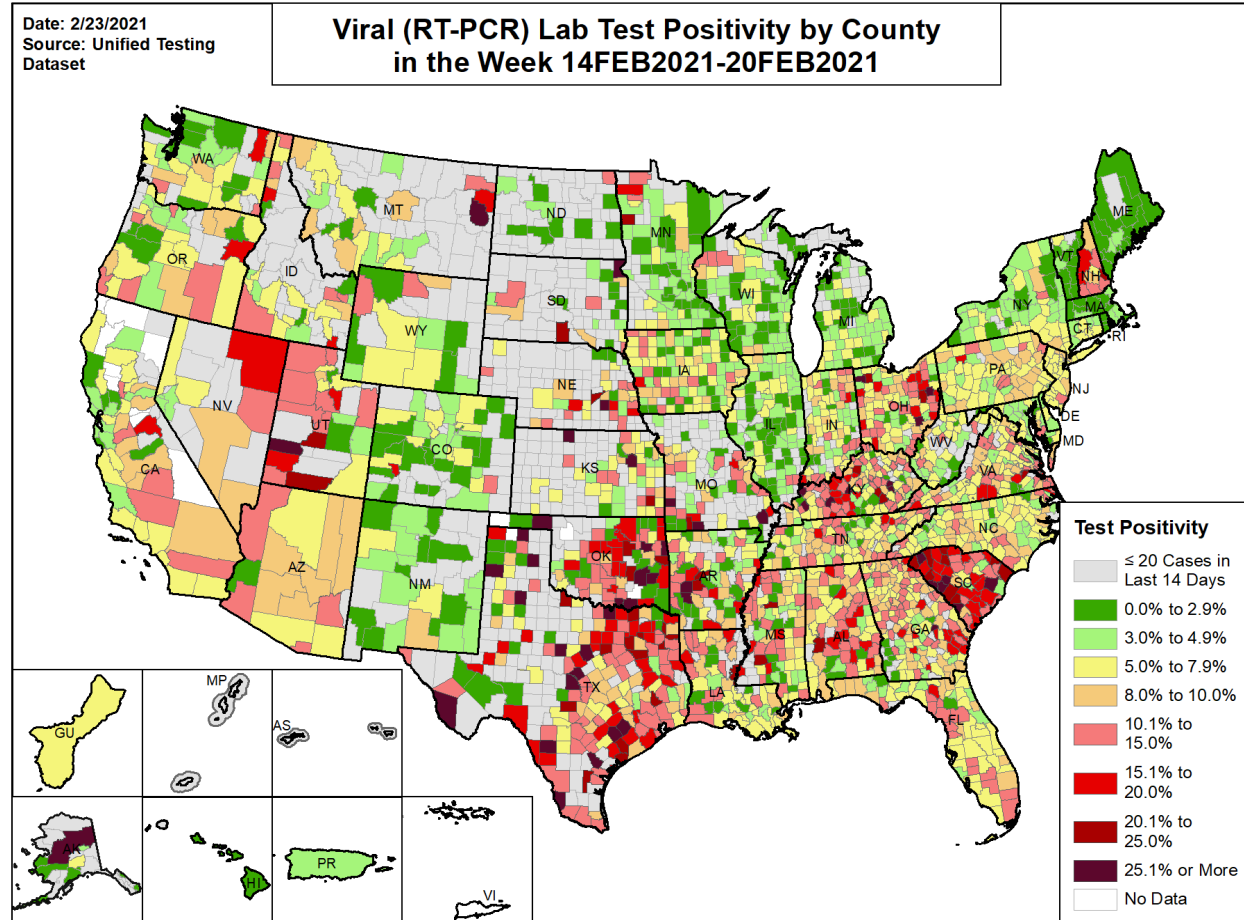 Date: 2/23/2021
Source: Unified Testing
Dataset
Viral (RT-PCR) Lab Test Positivity by County
in the Week 14FEB2021-20FEB2021
WA
MT
ND
MN
ME
OR
ID
SD
WI
VT
NH
NY
MA
MI
CT
RI
WY
IA
PA
NJ
NE
NV
UT
OH
IN
IL
DE
MD
WV
CO
CA
KS
MO
VA
KY
NC
TN
OK
AZ
NM
AR
SC
MS
AL
GA
TX
LA
FL
GU
MP
AS
AK
HI
PR
VI
Test Positivity
≤ 20 Cases in
Last 14 Days
0.0% to 2.9%
3.0% to 4.9%
5.0% to 7.9%
8.0% to 10.0%
10.1% to
15.0%
15.1% to
20.0%
20.1% to
25.0%
25.1% or More
No Data